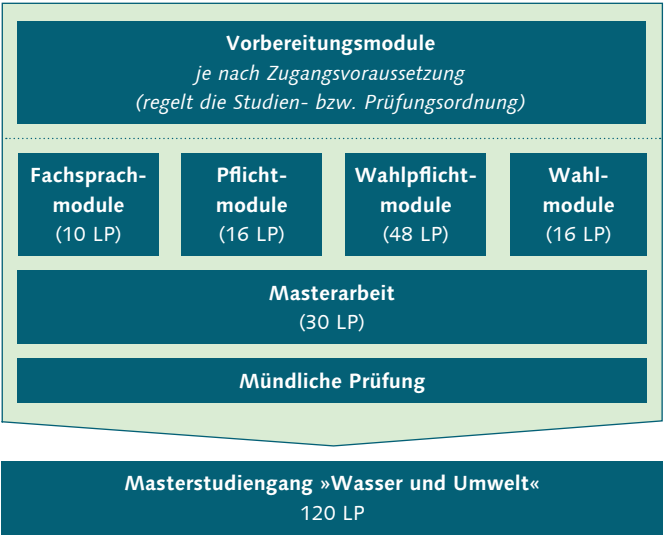 Vorbereitungsmodule
je nach Zugangsvoraussetzung
(regelt die Studien- bzw. Prüfungsordnung)
Fachsprach-
module
(10 LP)
Pflicht-
module
(16 LP)
Wahlpflicht-
module
(48 LP)
Wahl-
module
(16 LP)
Masterarbeit
(30 LP)
Mündliche Prüfung
Masterstudiengang »Wasser und Umwelt«
120 LP